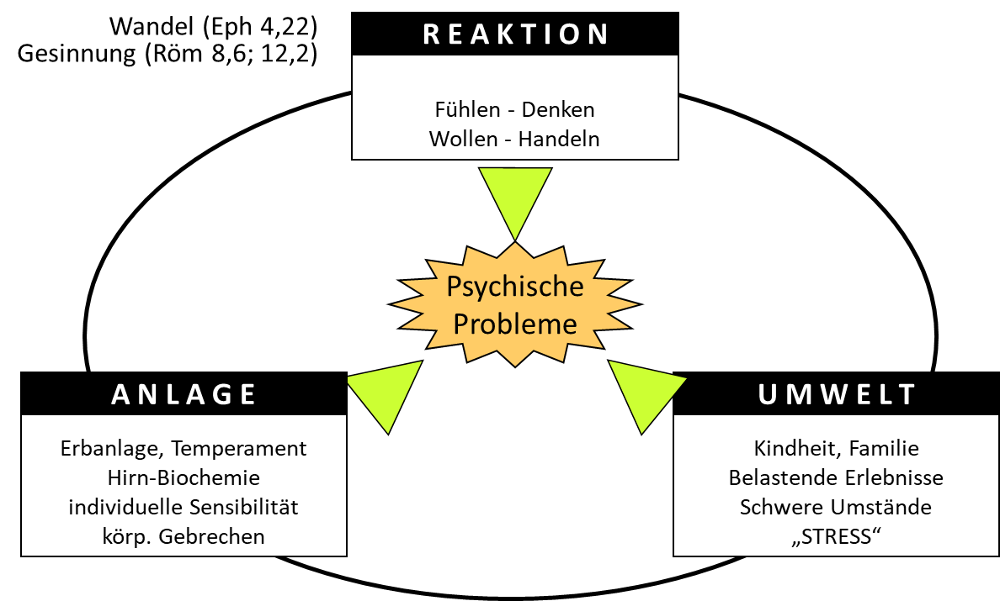 Wandel (Eph 4,22)
Gesinnung (Röm 8,6; 12,2)
REAKTION
Fühlen - Denken
Wollen - Handeln
Psychische
Probleme
ANLAGE
Erbanlage, Temperament
Hirn-Biochemie
individuelle Sensibilität
körp. Gebrechen
UMWELT
Kindheit, Familie
Belastende Erlebnisse
Schwere Umstände
„STRESS“